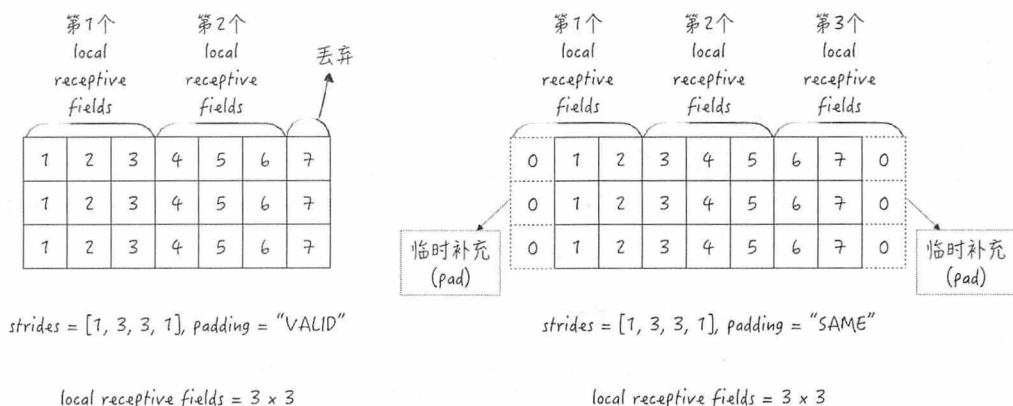 第1个
local
receptive
fields
第2个
local
receptive
fields
丢弃
1 2 3 4 5 6 7
1 2 3 4 5 6 7
1 2 3 4 5 6 7
strides = [1, 3, 3, 1], padding = "VALID"
local receptive fields = 3 x 3
第1个
local
receptive
fields
第2个
local
receptive
fields
第3个
local
receptive
fields
0 1 2 3 4 5 6 7 0
0 1 2 3 4 5 6 7 0
0 1 2 3 4 5 6 7 0
临时补充
(pad)
临时补充
(pad)
strides = [1, 3, 3, 1], padding = "SAME"
local receptive fields = 3 x 3